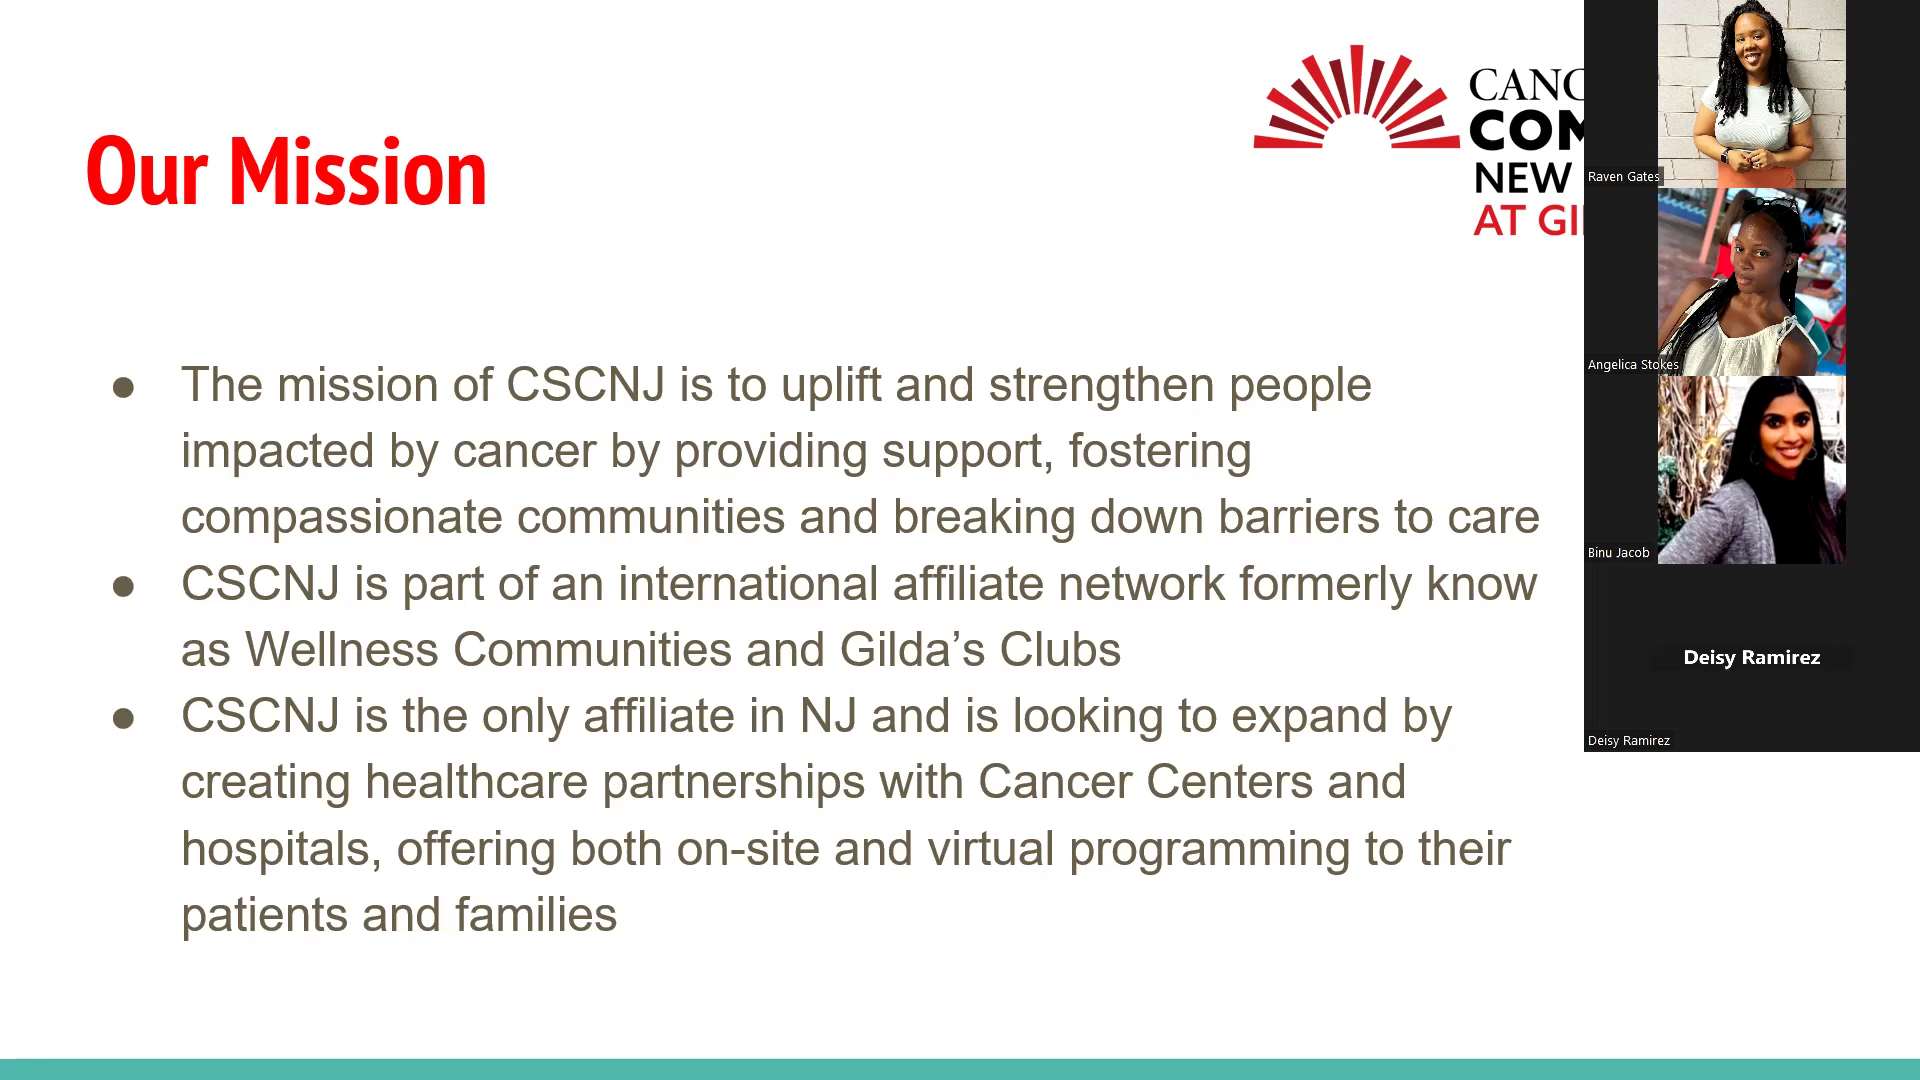 Our Mission
CANC
COM
NEW
AT GI
● The mission of CSCNJ is to uplift and strengthen people
impacted by cancer by providing support, fostering
compassionate communities and breaking down barriers to care
● CSCNJ is part of an international affiliate network formerly know
as Wellness Communities and Gilda’s Clubs
● CSCNJ is the only affiliate in NJ and is looking to expand by
creating healthcare partnerships with Cancer Centers and
hospitals, offering both on-site and virtual programming to their
patients and families
Raven Gates
Angelica Stokes
Binu Jacob
Deisy Ramirez
Deisy Ramirez